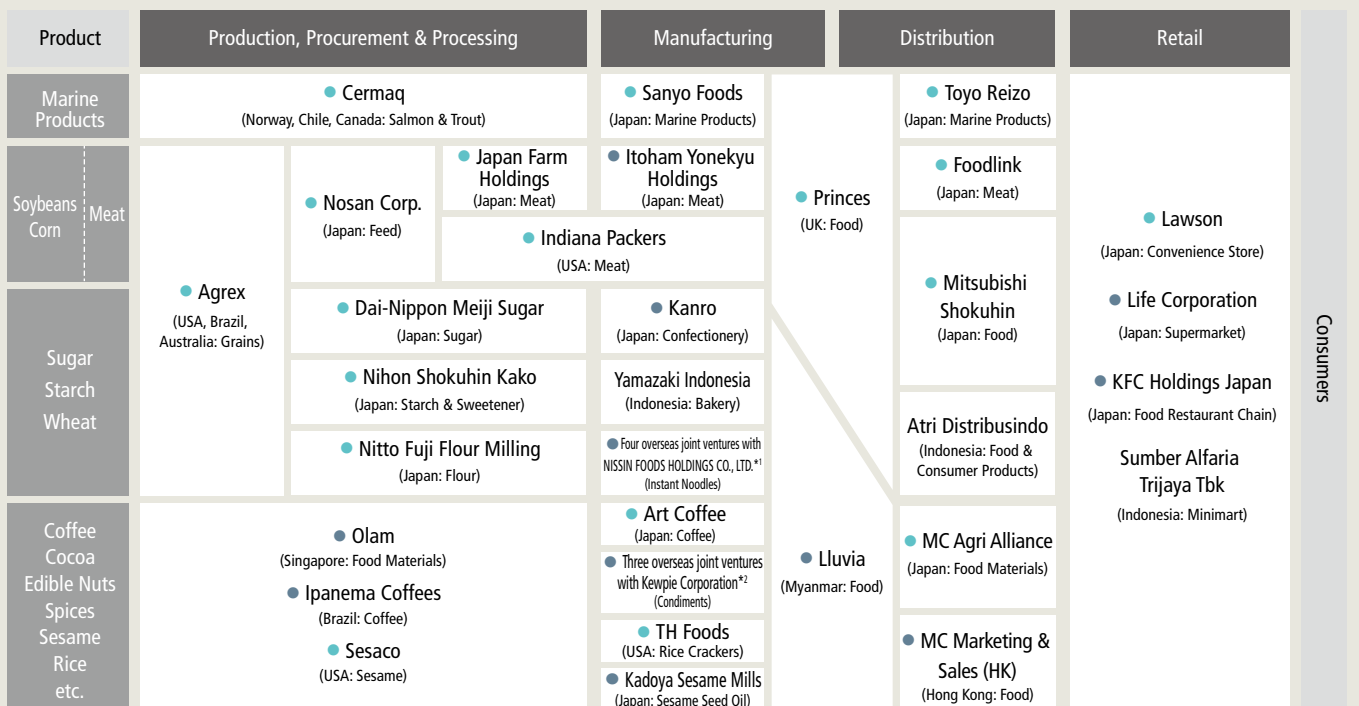 Product
Production, Procurement & Processing
Manufacturing
Distribution
Retail
Consumers
Marine
Products
● Cermaq
(Norway, Chile, Canada: Salmon & Trout)
● Sanyo Foods
(Japan: Marine Products)
● Toyo Reizo
(Japan: Marine Products)
Soybeans
Corn
Meat
● Agrex
(USA, Brazil,
Australia: Grains)
● Nosan Corp.
(Japan: Feed)
● Japan Farm
Holdings
(Japan: Meat)
● Indiana Packers
(USA: Meat)
● Itoham Yonekyu
Holdings
(Japan: Meat)
● Princes
(UK: Food)
● Foodlink
(Japan: Meat)
● Mitsubishi
Shokuhin
(Japan: Food)
Sugar
Starch
Wheat
● Dai-Nippon Meiji Sugar
(Japan: Sugar)
● Nihon Shokuhin Kako
(Japan: Starch & Sweetener)
● Nitto Fuji Flour Milling
(Japan: Flour)
● Kanro
(Japan: Confectionery)
Yamazaki Indonesia
(Indonesia: Bakery)
● Four overseas joint ventures with
NISSIN FOODS HOLDINGS CO., LTD.*1
(Instant Noodles)
Atri Distribusindo
(Indonesia: Food &
Consumer Products)
Coffee
Cocoa
Edible Nuts
Spices
Sesame
Rice
etc.
● Olam
(Singapore: Food Materials)
● Ipanema Coffees
(Brazil: Coffee)
● Sesaco
(USA: Sesame)
● Art Coffee
(Japan: Coffee)
● Three overseas joint ventures
with Kewpie Corporation*2
(Condiments)
● TH Foods
(USA: Rice Crackers)
● Kadoya Sesame Mills
(Japan: Sesame Seed Oil)
● Lluvia
(Myanmar: Food)
● MC Agri Alliance
(Japan: Food Materials)
● MC Marketing &
Sales (HK)
(Hong Kong: Food)
● Lawson
(Japan: Convenience Store)
● Life Corporation
(Japan: Supermarket)
● KFC Holdings Japan
(Japan: Food Restaurant Chain)
Sumber Alfaria
Trijaya Tbk
(Indonesia: Minimart)